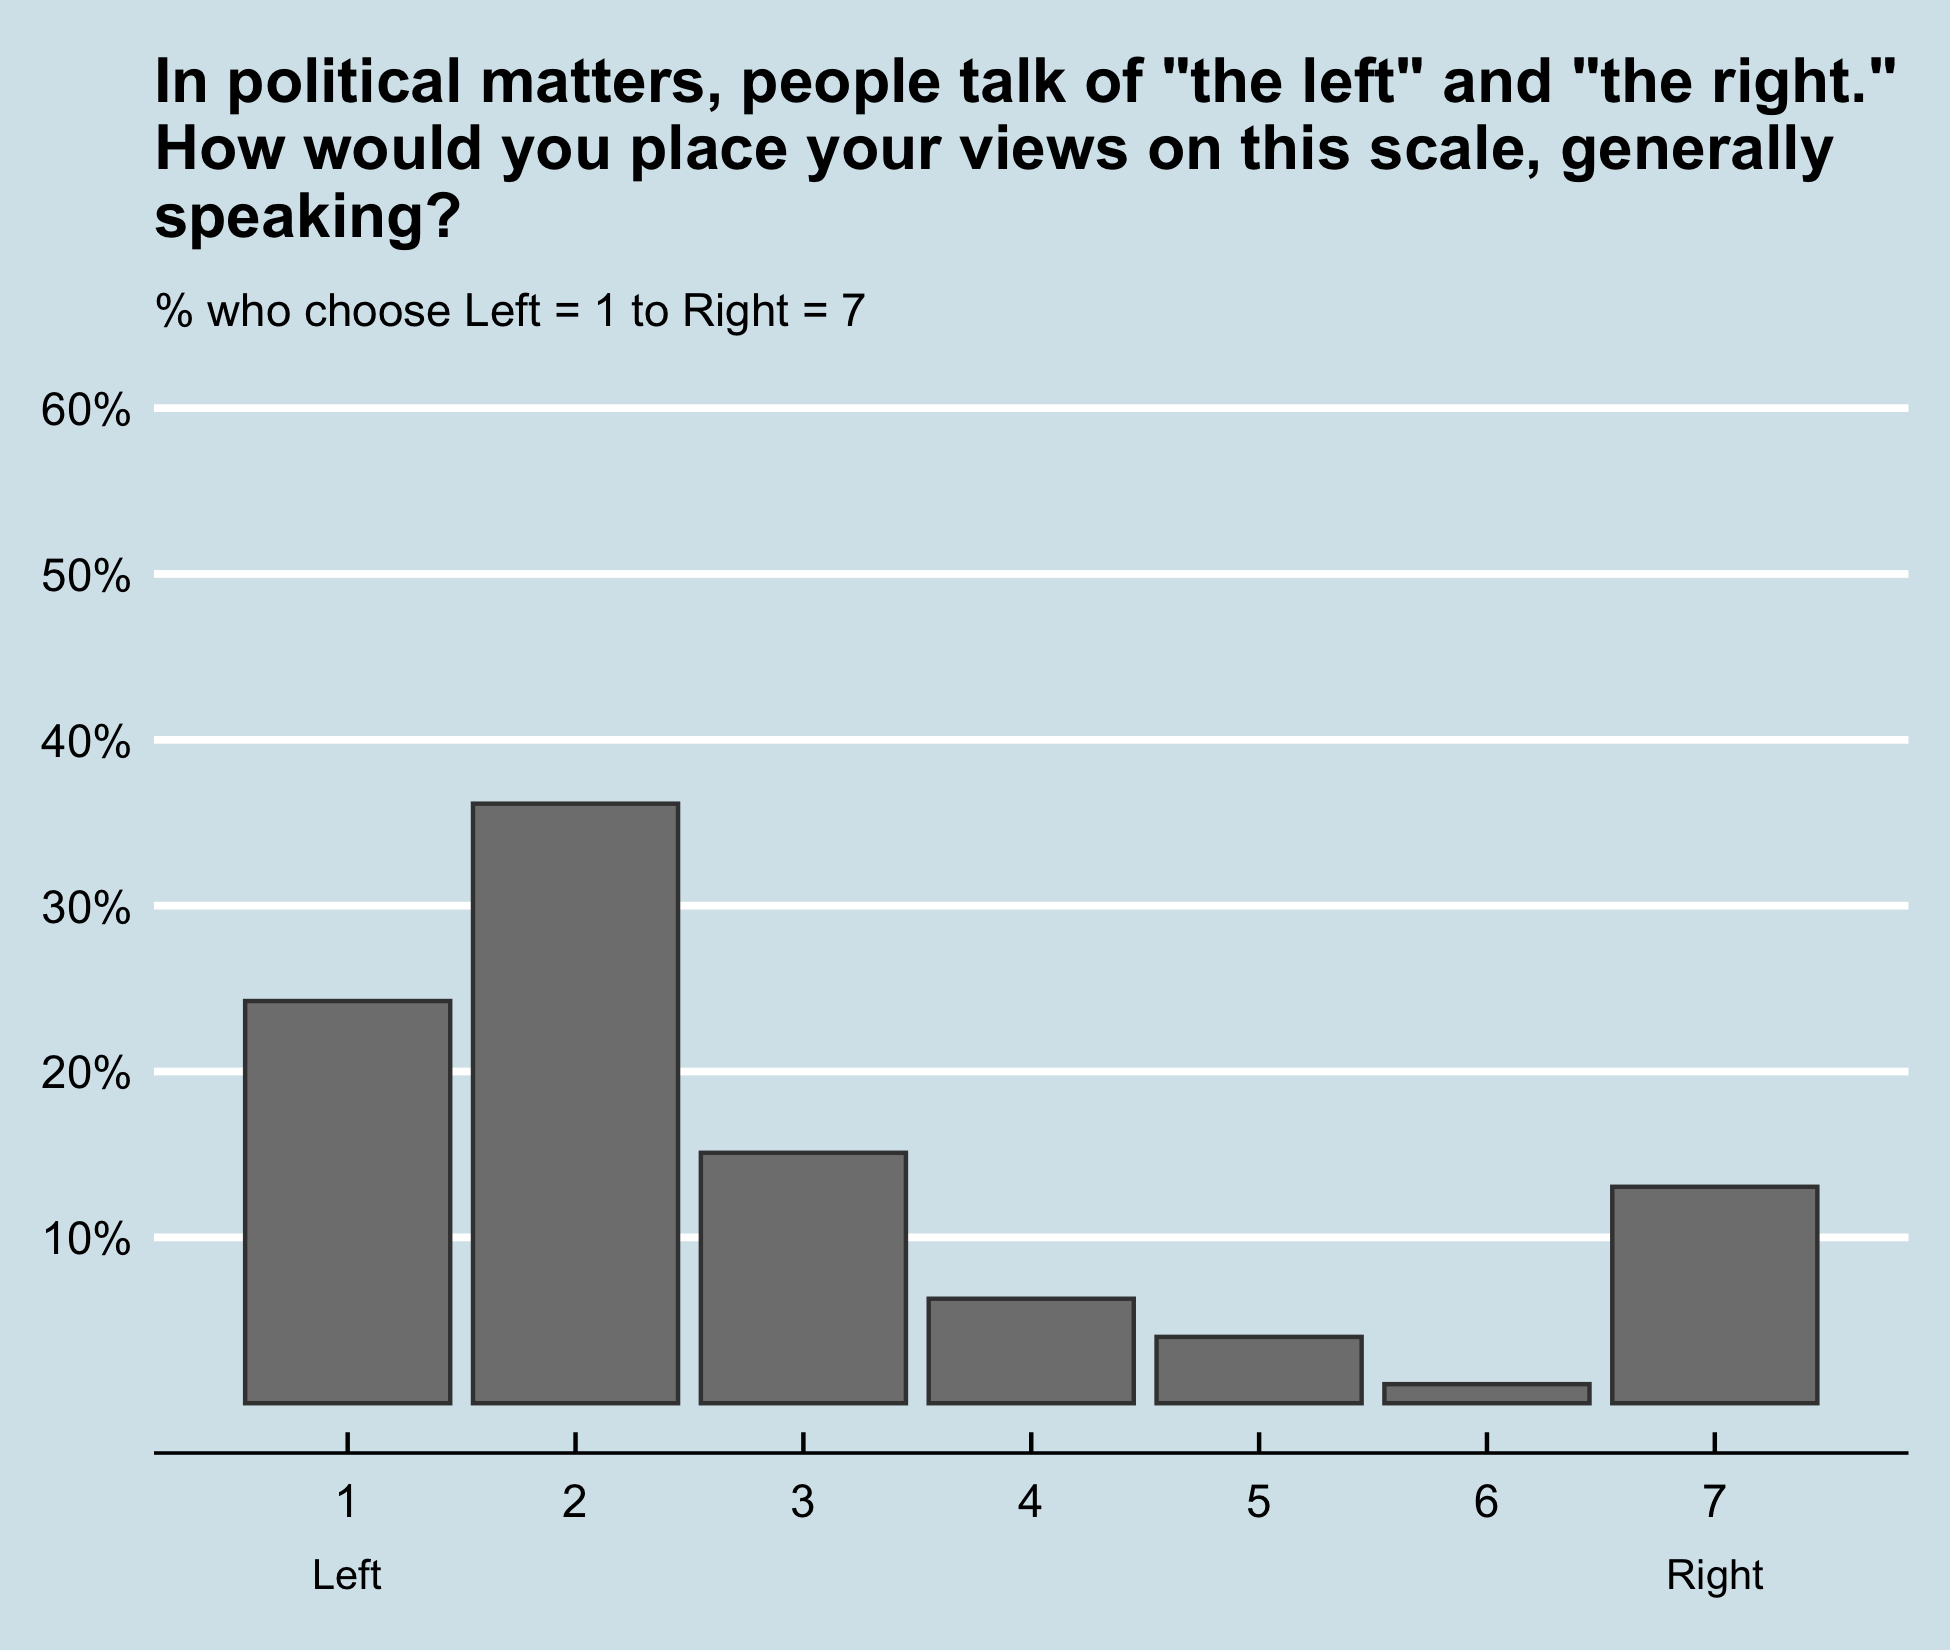 In political matters, people talk of "the left" and "the right."
How would you place your views on this scale, generally
speaking?
% who choose Left = 1 to Right = 7
60%
50%
40%
30%
20%
10%
1 2 3 4 5 6 7
Left Right